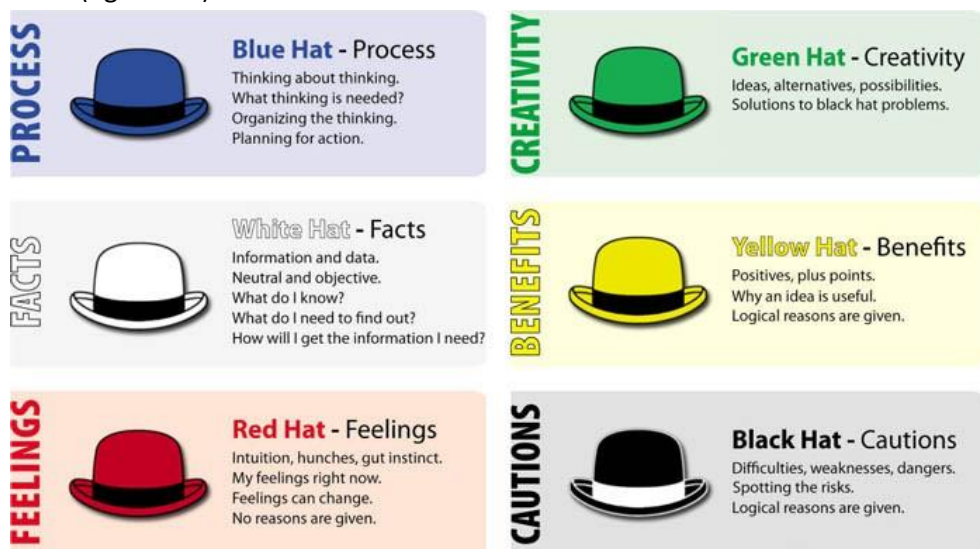 PROCESS
Blue Hat - Process
Thinking about thinking.
What thinking is needed?
Organizing the thinking.
Planning for action.
CREATIVITY
Green Hat - Creativity
Ideas, alternatives, possibilities.
Solutions to black hat problems.
FACTS
White Hat - Facts
Information and data.
Neutral and objective.
What do I know?
What do I need to find out?
How will I get the information I need?
BENEFITS
Yellow Hat - Benefits
Positives, plus points.
Why an idea is useful.
Logical reasons are given.
FEELINGS
Red Hat - Feelings
Intuition, hunches, gut instinct.
My feelings right now.
Feelings can change.
No reasons are given.
CAUTIONS
Black Hat - Cautions
Difficulties, weaknesses, dangers.
Spotting the risks.
Logical reasons are given.